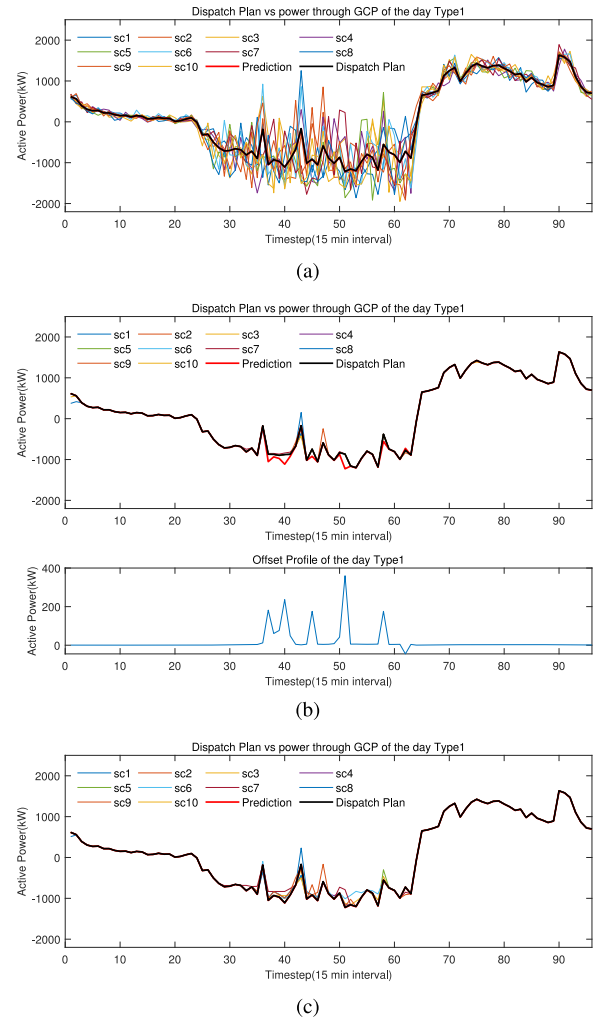 Dispatch Plan vs power through GCP of the day Type1
2000
1000
0
-1000
-2000
Active Power(kW)
sc1 sc2 sc3 sc4
sc5 sc6 sc7 sc8
sc9 sc10 Prediction Dispatch Plan
0 10 20 30 40 50 60 70 80 90
Timestep(15 min interval)
(a)
Dispatch Plan vs power through GCP of the day Type1
2000
1000
0
-1000
-2000
Active Power(kW)
sc1 sc2 sc3 sc4
sc5 sc6 sc7 sc8
sc9 sc10 Prediction Dispatch Plan
0 10 20 30 40 50 60 70 80 90
Timestep(15 min interval)
Offset Profile of the day Type1
400
200
0
Active Power(kW)
0 10 20 30 40 50 60 70 80 90
Timestep(15 min interval)
(b)
Dispatch Plan vs power through GCP of the day Type1
2000
1000
0
-1000
-2000
Active Power(kW)
sc1 sc2 sc3 sc4
sc5 sc6 sc7 sc8
sc9 sc10 Prediction Dispatch Plan
0 10 20 30 40 50 60 70 80 90
Timestep(15 min interval)
(c)